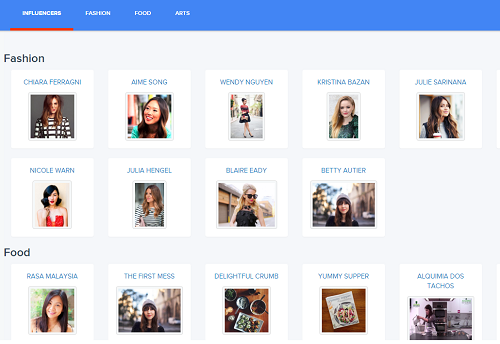 INFLUENCERS FASHION FOOD ARTS
Fashion
CHIARA FERRAGNI AIME SONG WENDY NGUYEN KRISTINA BAZAN JULIE SARINANA
NICOLE WARN JULIA HENGEL BLAIRE EADY BETTY AUTIER
Food
RASA MALAYSIA THE FIRST MESS DELIGHTFUL CRUMB YUMMY SUPPER ALQUIMIA DOS
TACHOS